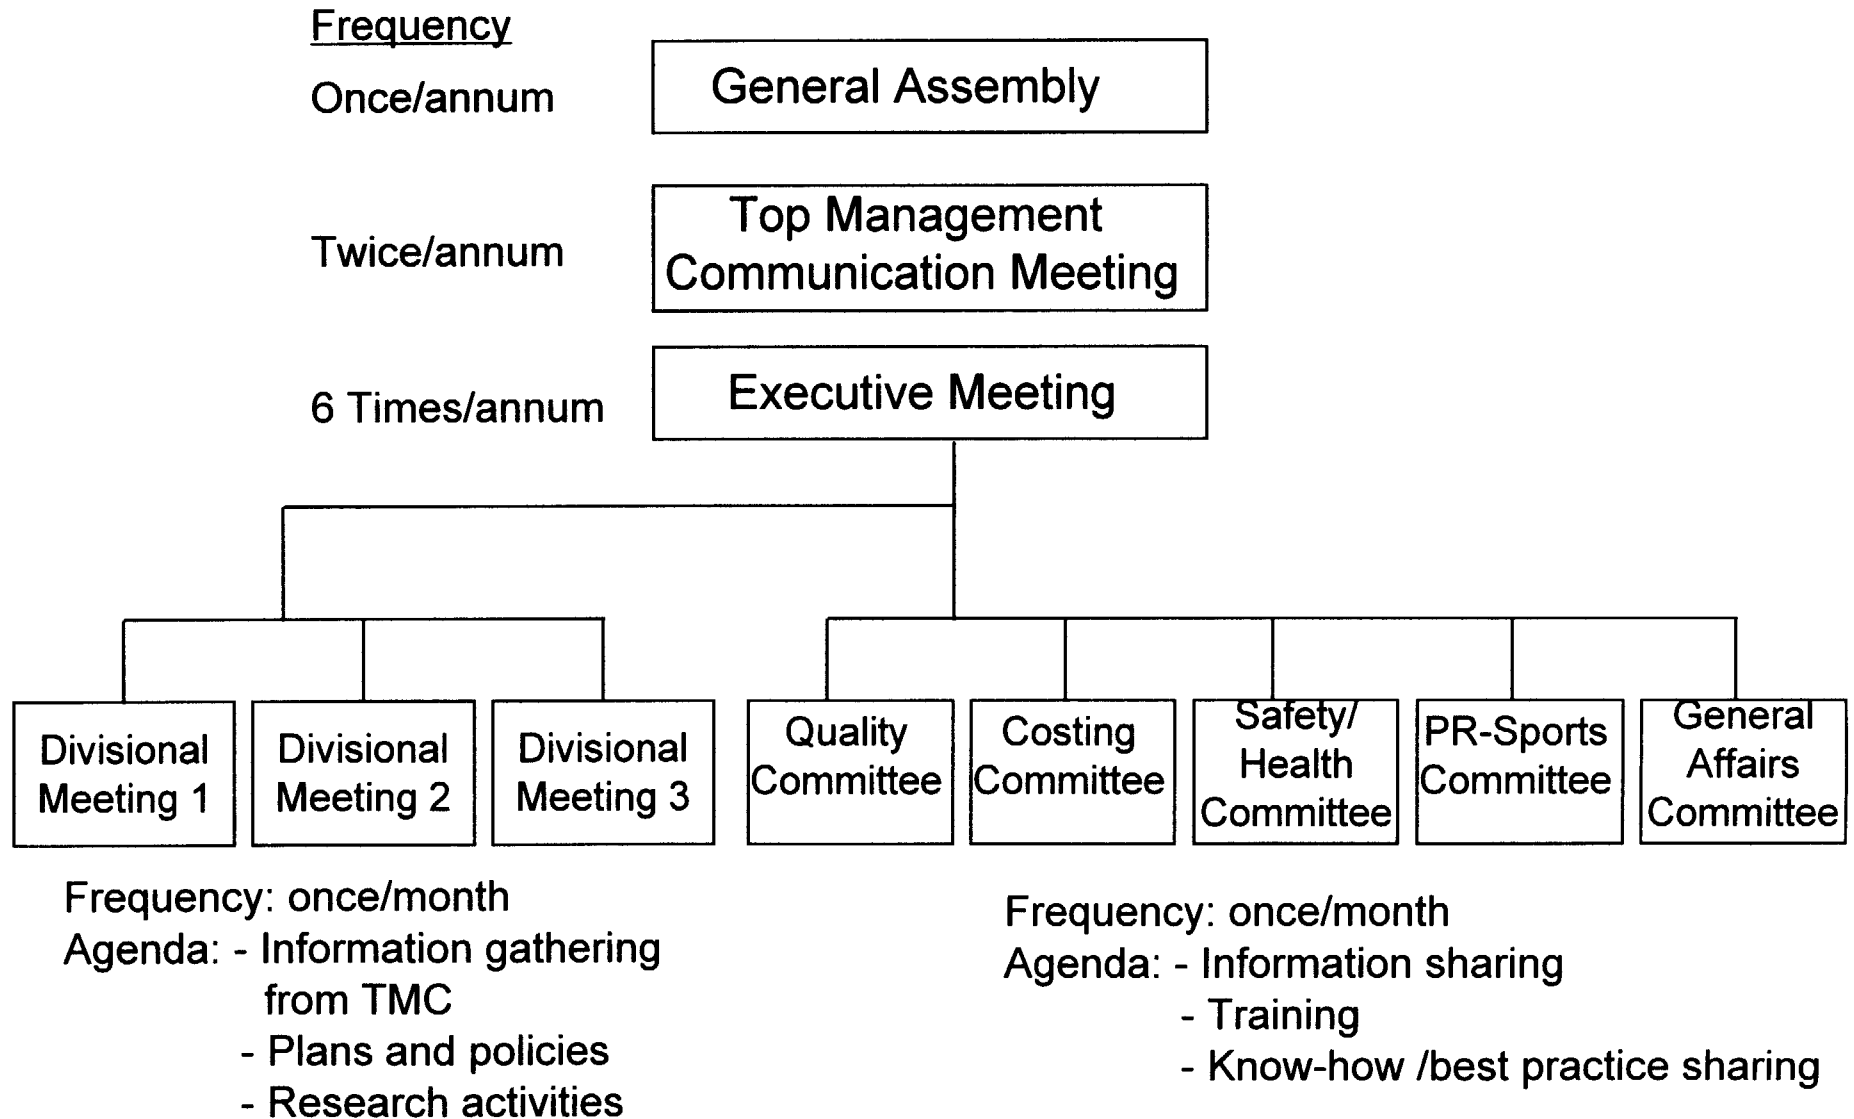 Frequency
Once/annum
General Assembly
Twice/annum
Top Management
Communication Meeting
6 Times/annum
Executive Meeting
Divisional
Meeting 1
Divisional
Meeting 2
Divisional
Meeting 3
Quality
Committee
Costing
Committee
Safety/
Health
Committee
PR-Sports
Committee
General
Affairs
Committee
Frequency: once/month
Agenda: - Information gathering
from TMC
- Plans and policies
- Research activities
Frequency: once/month
Agenda: - Information sharing
- Training
- Know-how /best practice sharing